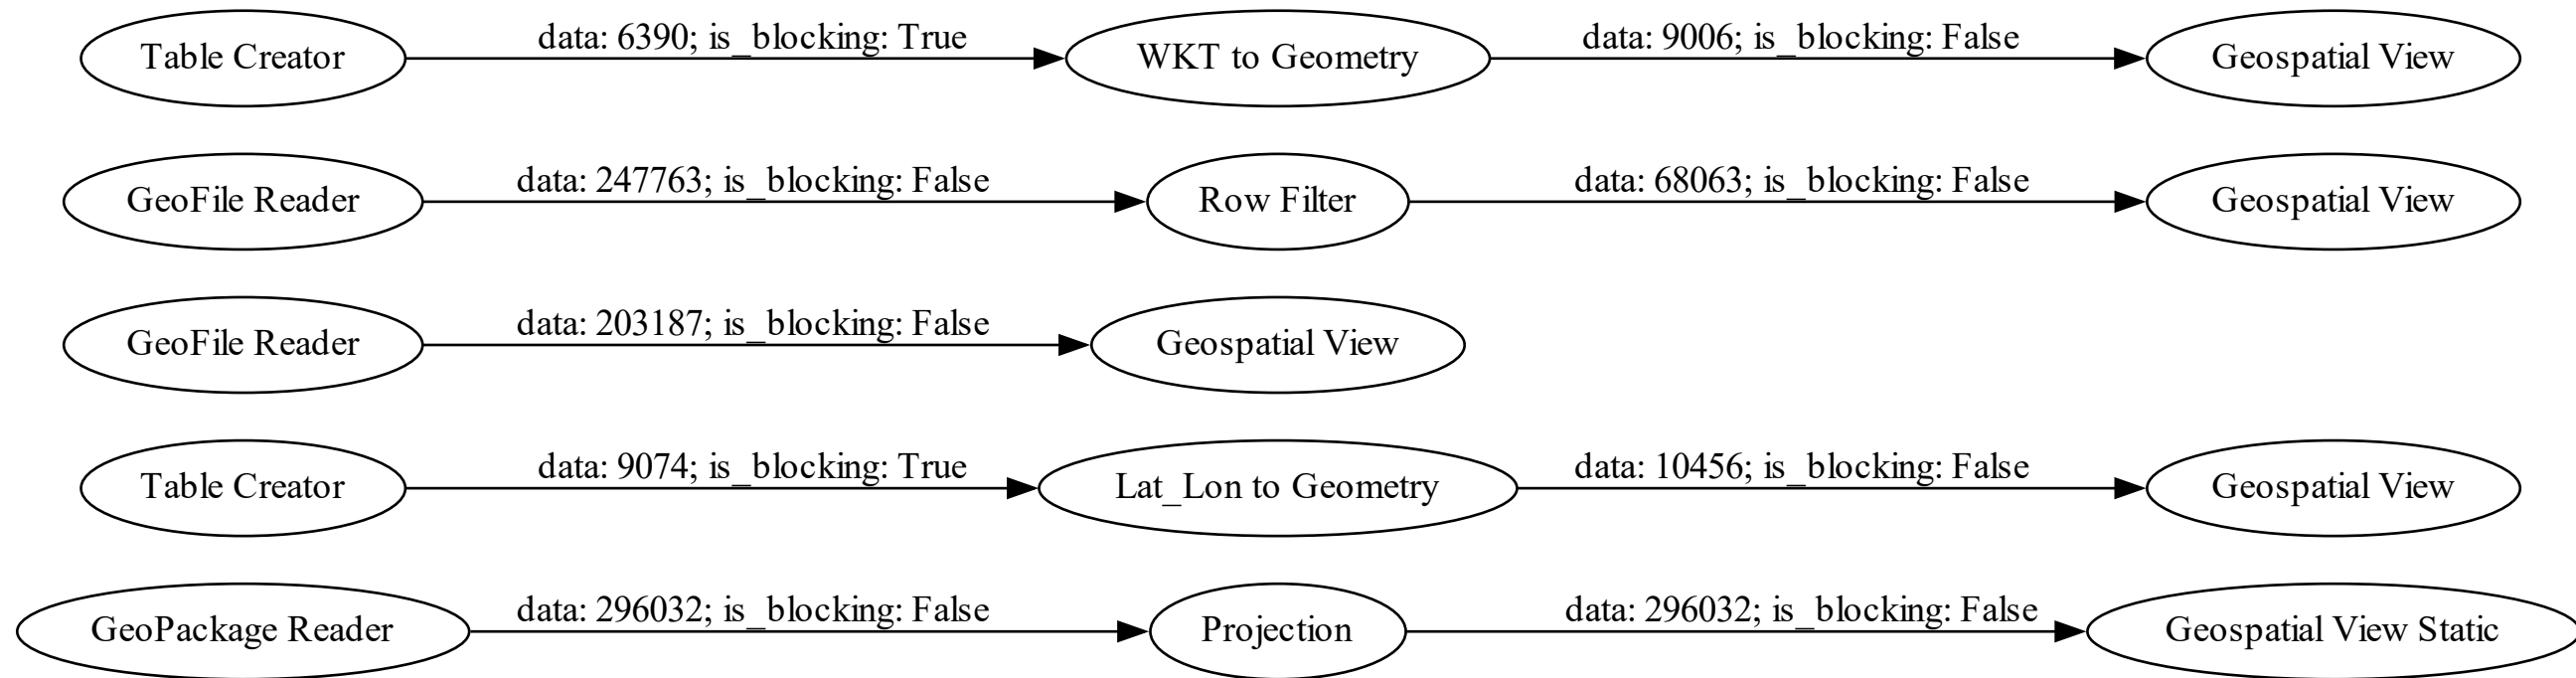 Table Creator
data: 6390; is_blocking: True
WKT to Geometry
data: 9006; is_blocking: False
Geospatial View
GeoFile Reader
data: 247763; is_blocking: False
Row Filter
data: 68063; is_blocking: False
Geospatial View
GeoFile Reader
data: 203187; is_blocking: False
Geospatial View
Table Creator
data: 9074; is_blocking: True
Lat_Lon to Geometry
data: 10456; is_blocking: False
Geospatial View
GeoPackage Reader
data: 296032; is_blocking: False
Projection
data: 296032; is_blocking: False
Geospatial View Static